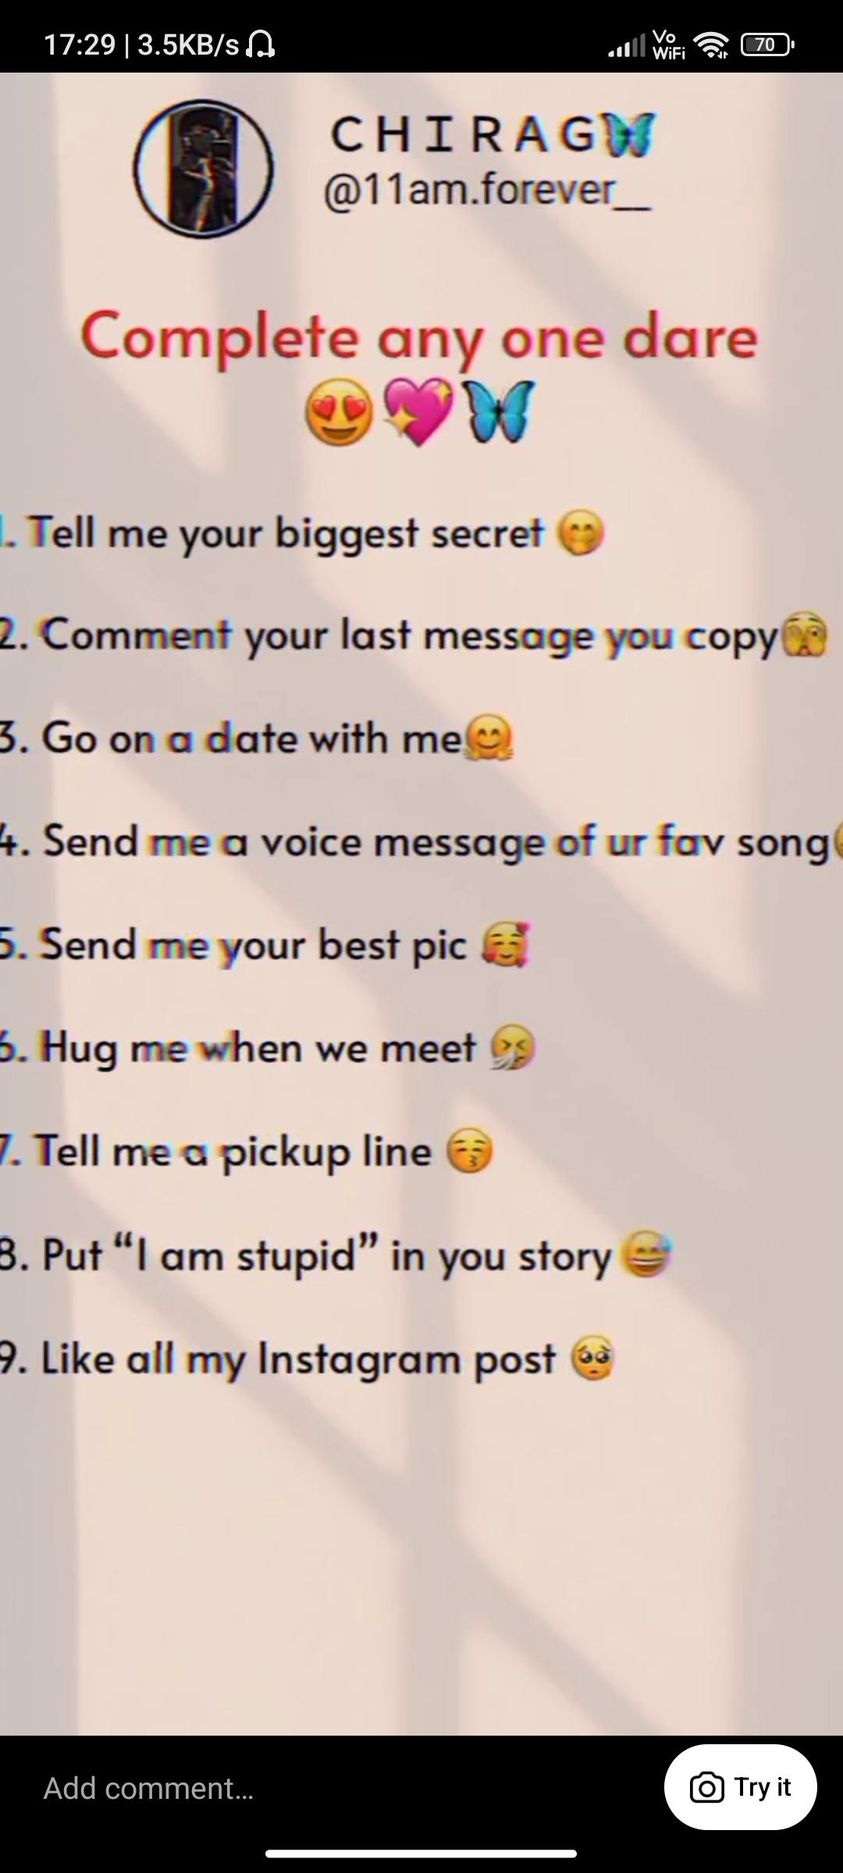 17:29 | 3.5KB/s
Vo
WiFi
70
CHIRAG🦋
@11am.forever__
Complete any one dare
😍💖🦋
1. Tell me your biggest secret 🤭
2. Comment your last message you copy🫣
3. Go on a date with me🤗
4. Send me a voice message of ur fav song
5. Send me your best pic 🥰
6. Hug me when we meet 🤧
7. Tell me a pickup line 😚
8. Put “I am stupid” in you story 😅
9. Like all my Instagram post 🥺
Add comment...
Try it